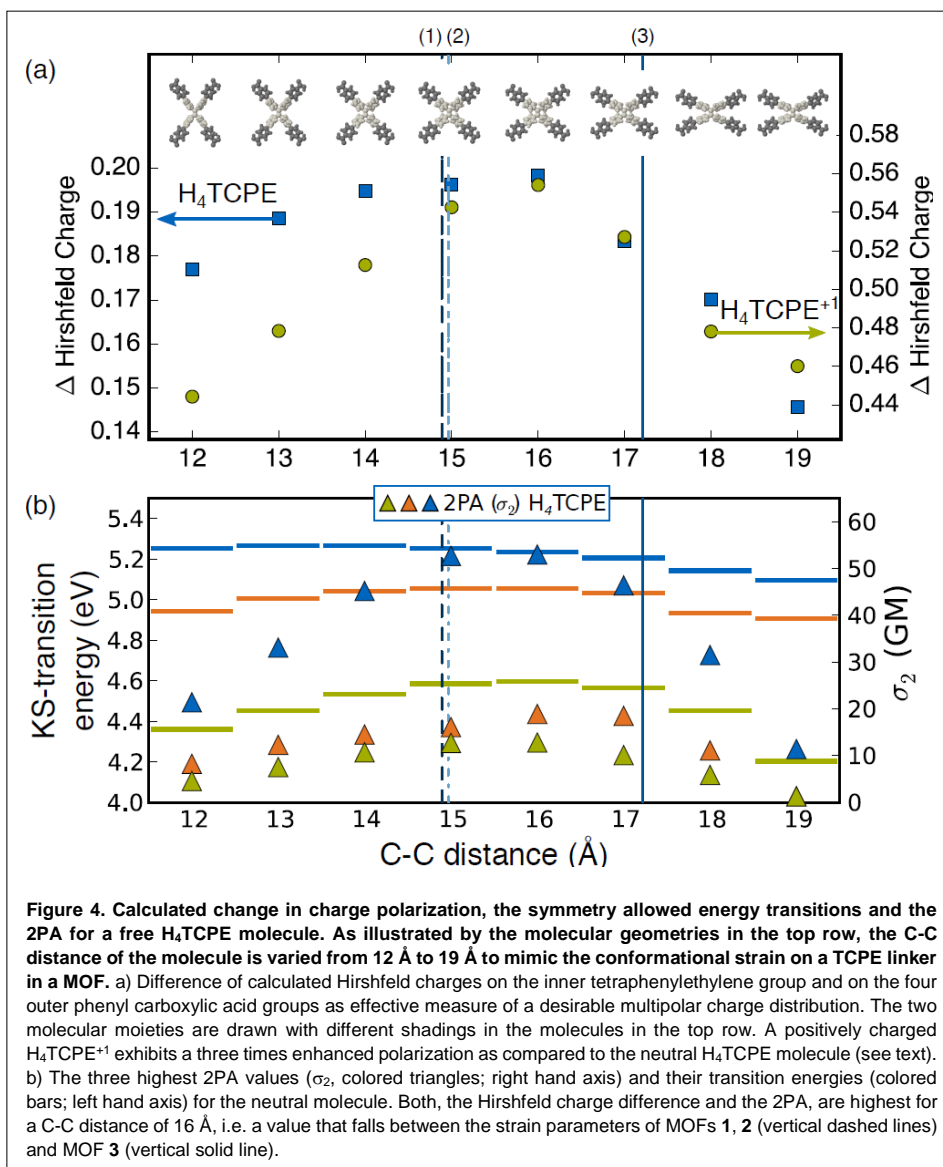 (1) (2) (3)
(a)
0.20
0.19
0.18
0.17
0.16
0.15
0.14
Δ Hirshfeld Charge
H₄TCPE
H₄TCPE⁺¹
0.58
0.56
0.54
0.52
0.50
0.48
0.46
0.44
Δ Hirshfeld Charge
12 13 14 15 16 17 18 19
(b)
2PA (σ₂) H₄TCPE
5.4
5.2
5.0
4.8
4.6
4.4
4.2
4.0
KS-transition
energy (eV)
60
50
40
30
20
10
0
σ₂ (GM)
12 13 14 15 16 17 18 19
C-C distance (Å)
Figure 4. Calculated change in charge polarization, the symmetry allowed energy transitions and the
2PA for a free H₄TCPE molecule. As illustrated by the molecular geometries in the top row, the C-C
distance of the molecule is varied from 12 Å to 19 Å to mimic the conformational strain on a TCPE linker
in a MOF. a) Difference of calculated Hirshfeld charges on the inner tetraphenylethylene group and on the four
outer phenyl carboxylic acid groups as effective measure of a desirable multipolar charge distribution. The two
molecular moieties are drawn with different shadings in the molecules in the top row. A positively charged
H₄TCPE⁺¹ exhibits a three times enhanced polarization as compared to the neutral H₄TCPE molecule (see text).
b) The three highest 2PA values (σ₂, colored triangles; right hand axis) and their transition energies (colored
bars; left hand axis) for the neutral molecule. Both, the Hirshfeld charge difference and the 2PA, are highest for
a C-C distance of 16 Å, i.e. a value that falls between the strain parameters of MOFs 1, 2 (vertical dashed lines)
and MOF 3 (vertical solid line).